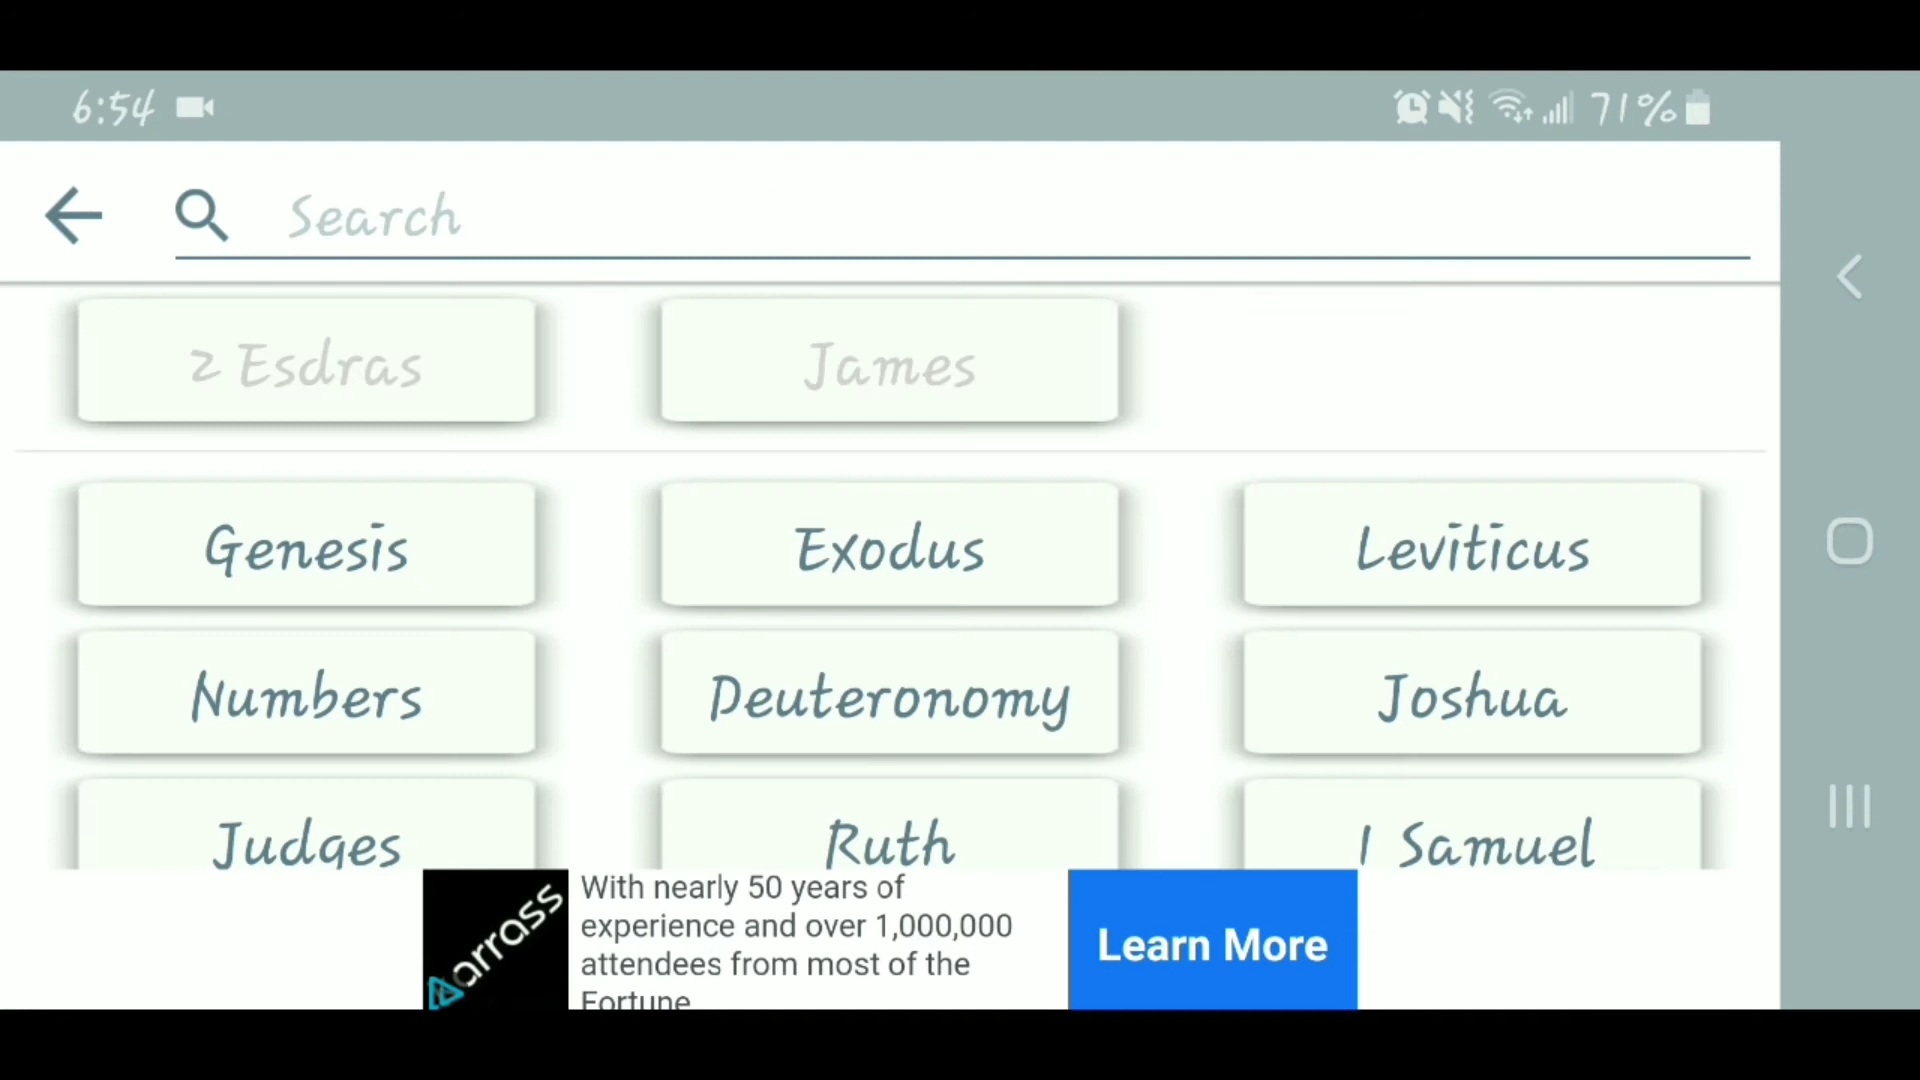 6:54 71%
Search
2 Esdras James
Genesis Exodus Leviticus
Numbers Deuteronomy Joshua
Judges Ruth 1 Samuel
With nearly 50 years of
experience and over 1,000,000
attendees from most of the
Fortune
Learn More